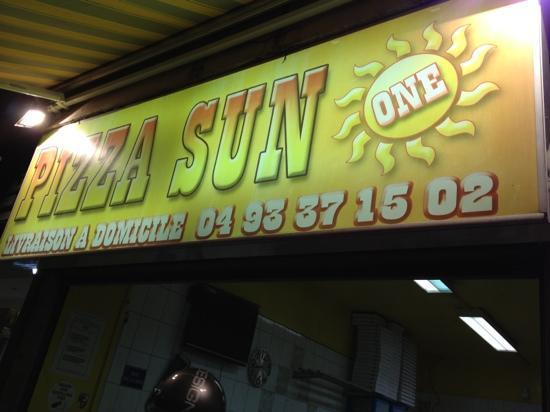 PIZZA SUN
ONE
LIVRAISON A DOMICILE 04 93 37 15 02